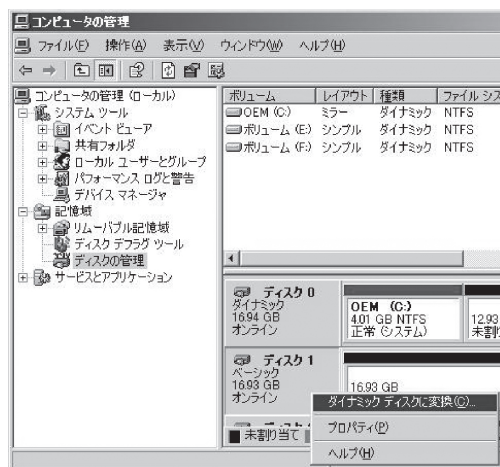 コンピュータの管理
ファイル(F) 操作(A) 表示(V) ウィンドウ(W) ヘルプ(H)
コンピュータの管理 (ローカル)
システム ツール
イベント ビューア
共有フォルダ
ローカル ユーザーとグループ
パフォーマンス ログと警告
デバイス マネージャ
記憶域
リムーバブル記憶域
ディスク デフラグ ツール
ディスクの管理
サービスとアプリケーション
ボリューム レイアウト 種類 ファイル シス
OEM (C:) ミラー ダイナミック NTFS
ボリューム (E:) シンプル ダイナミック NTFS
ボリューム (F:) シンプル ダイナミック NTFS
ディスク 0
ダイナミック
16.94 GB
オンライン
OEM (C:)
4.01 GB NTFS
正常 (システム)
12.93
未割り
ディスク 1
ベーシック
16.93 GB
オンライン
16.93 GB
ダイナミック ディスクに変換(C)...
プロパティ(P)
ヘルプ(H)
未割り当て